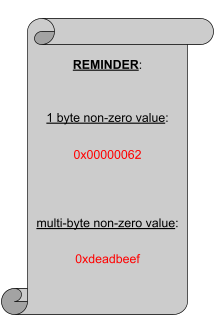 REMINDER:
1 byte non-zero value:
0x00000062
multi-byte non-zero value:
0xdeadbeef